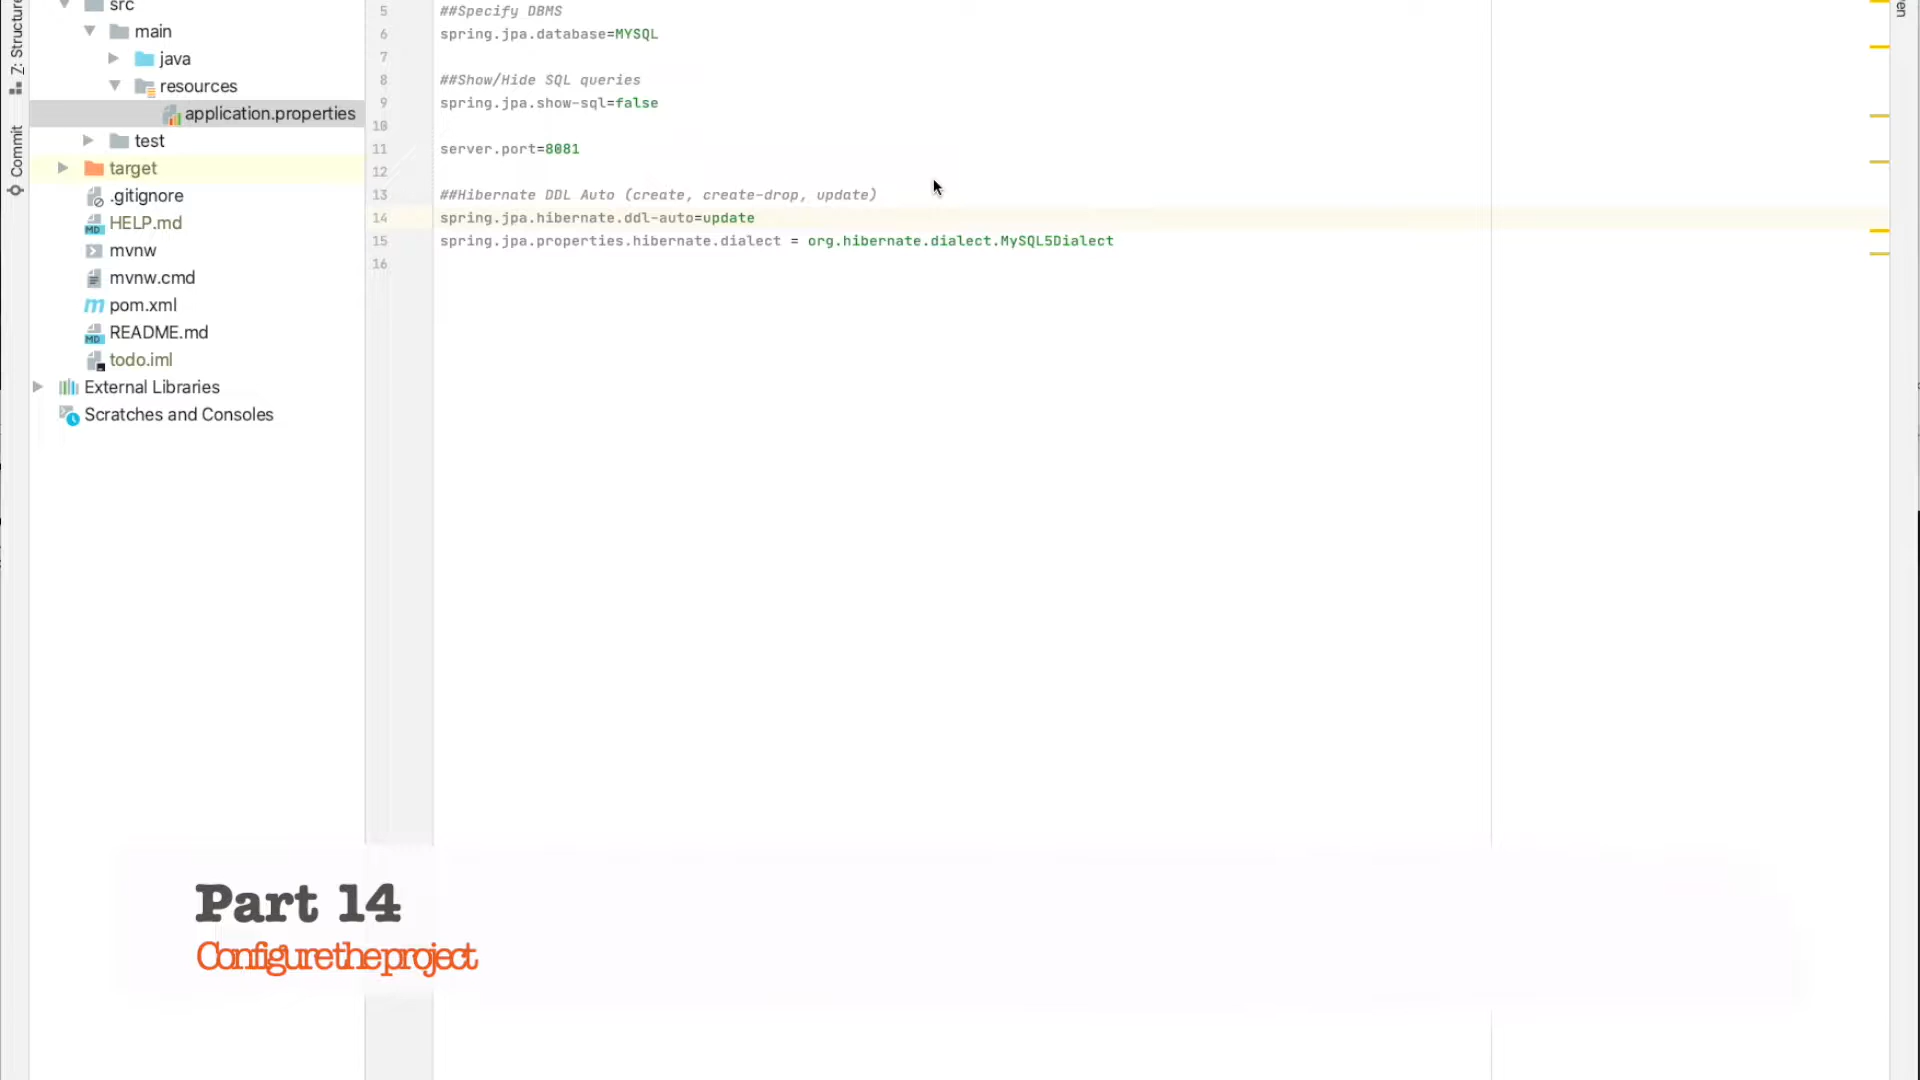 Z: Structure
Commit
src
main
java
resources
application.properties
test
target
.gitignore
HELP.md
mvnw
mvnw.cmd
pom.xml
README.md
todo.iml
External Libraries
Scratches and Consoles
5 ##Specify DBMS
6 spring.jpa.database=MYSQL
7
8 ##Show/Hide SQL queries
9 spring.jpa.show-sql=false
10
11 server.port=8081
12
13 ##Hibernate DDL Auto (create, create-drop, update)
14 spring.jpa.hibernate.ddl-auto=update
15 spring.jpa.properties.hibernate.dialect = org.hibernate.dialect.MySQL5Dialect
16
Part 14
Configure the project